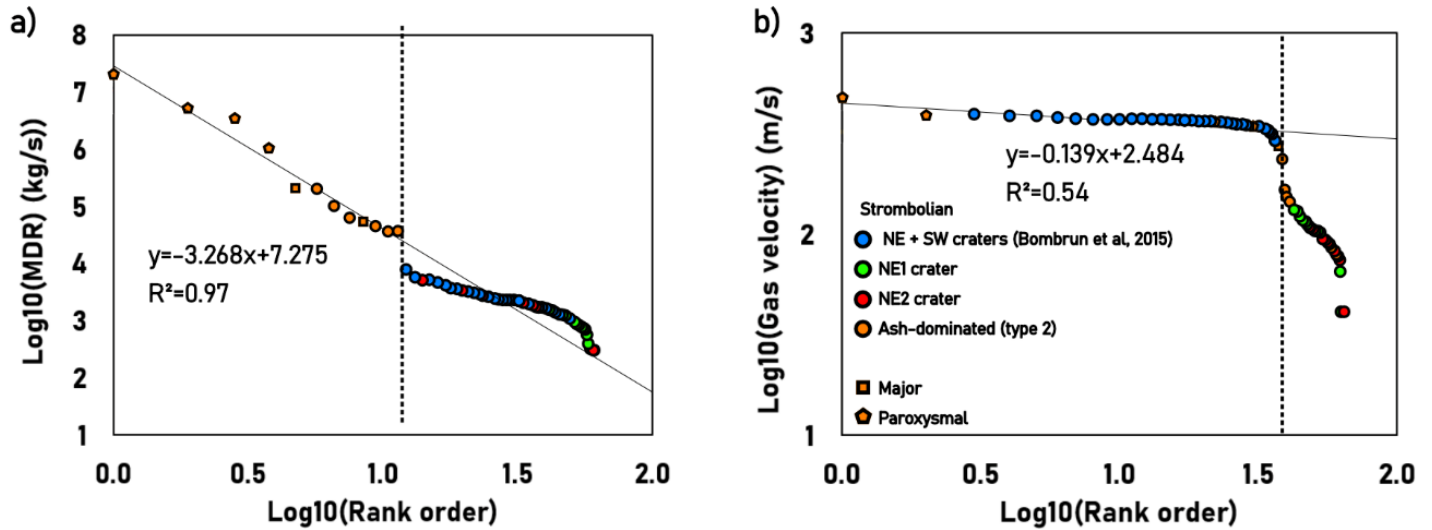 a)
Log10(MDR) (kg/s))
8
7
6
5
4
3
2
1
y=-3.268x+7.275
R²=0.97
0.0
0.5
1.0
1.5
2.0
Log10(Rank order)
b)
Log10(Gas velocity) (m/s)
3
2
1
y=-0.139x+2.484
R²=0.54
Strombolian
NE + SW craters (Bombrun et al, 2015)
NE1 crater
NE2 crater
Ash-dominated (type 2)
Major
Paroxysmal
0.0
0.5
1.0
1.5
2.0
Log10(Rank order)